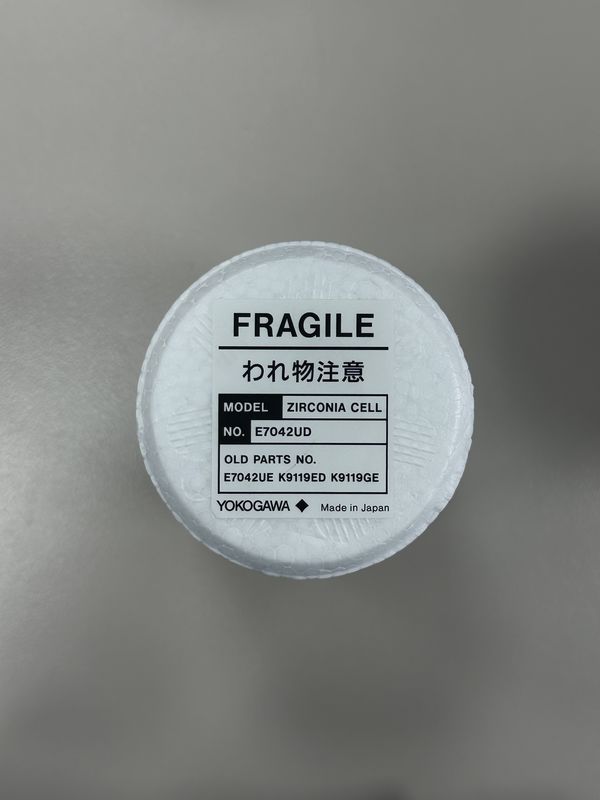 FRAGILE
われ物注意
MODEL ZIRCONIA CELL
NO. E7042UD
OLD PARTS NO.
E7042UE K9119ED K9119GE
YOKOGAWA ◆ Made in Japan